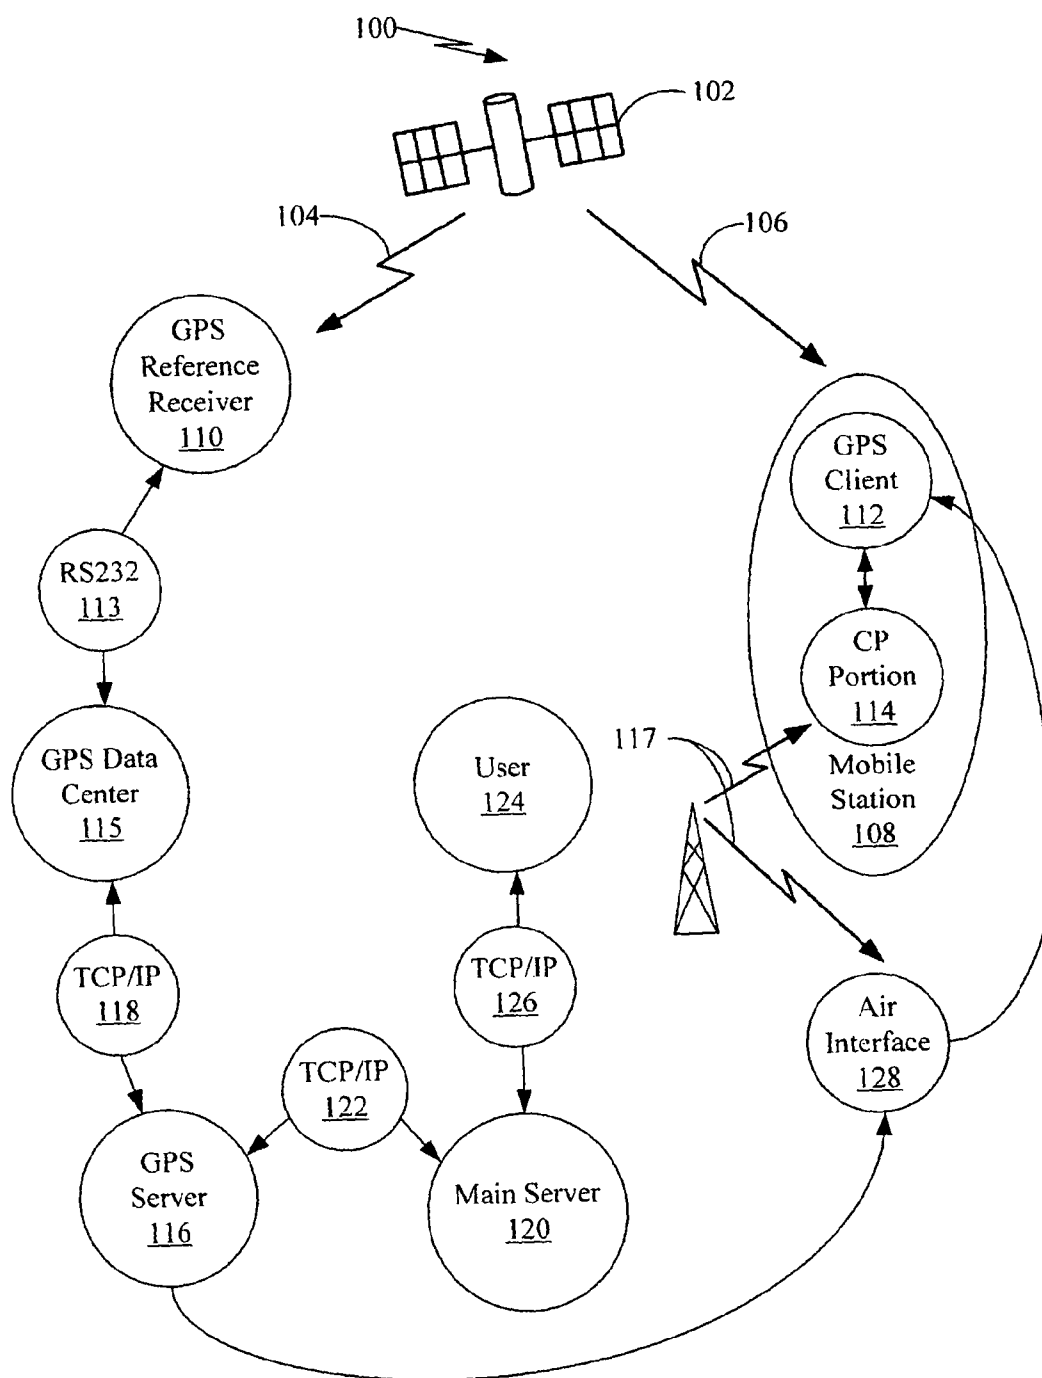 100
102
104
106
GPS
Reference
Receiver
110
GPS
Client
112
RS232
113
CP
Portion
114
Mobile
Station
108
117
GPS Data
Center
115
User
124
TCP/IP
118
TCP/IP
126
Air
Interface
128
TCP/IP
122
GPS
Server
116
Main Server
120